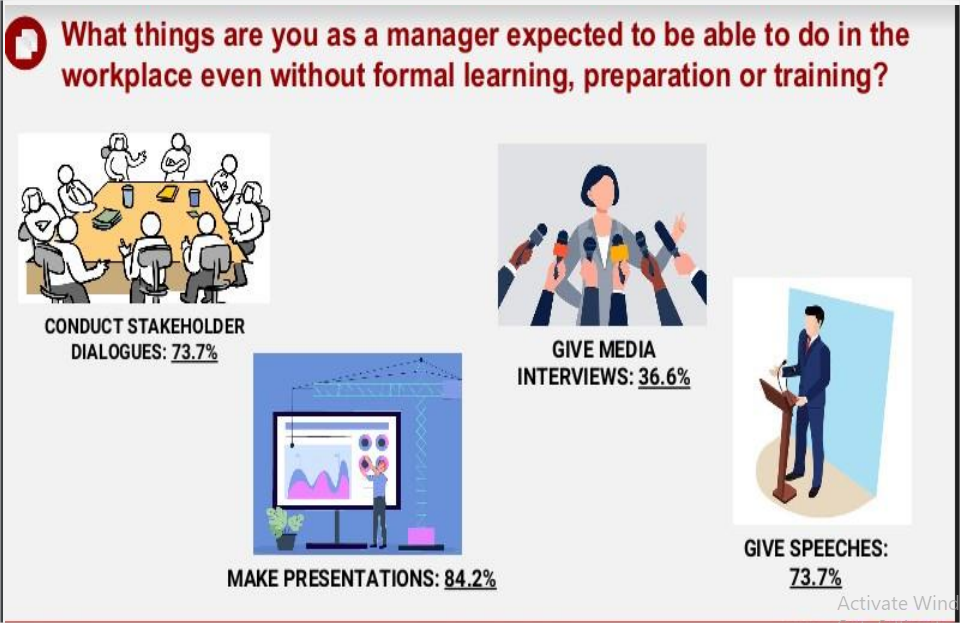 What things are you as a manager expected to be able to do in the
workplace even without formal learning, preparation or training?
CONDUCT STAKEHOLDER
DIALOGUES: 73.7%
GIVE MEDIA
INTERVIEWS: 36.6%
MAKE PRESENTATIONS: 84.2%
GIVE SPEECHES:
73.7%
Activate Wind